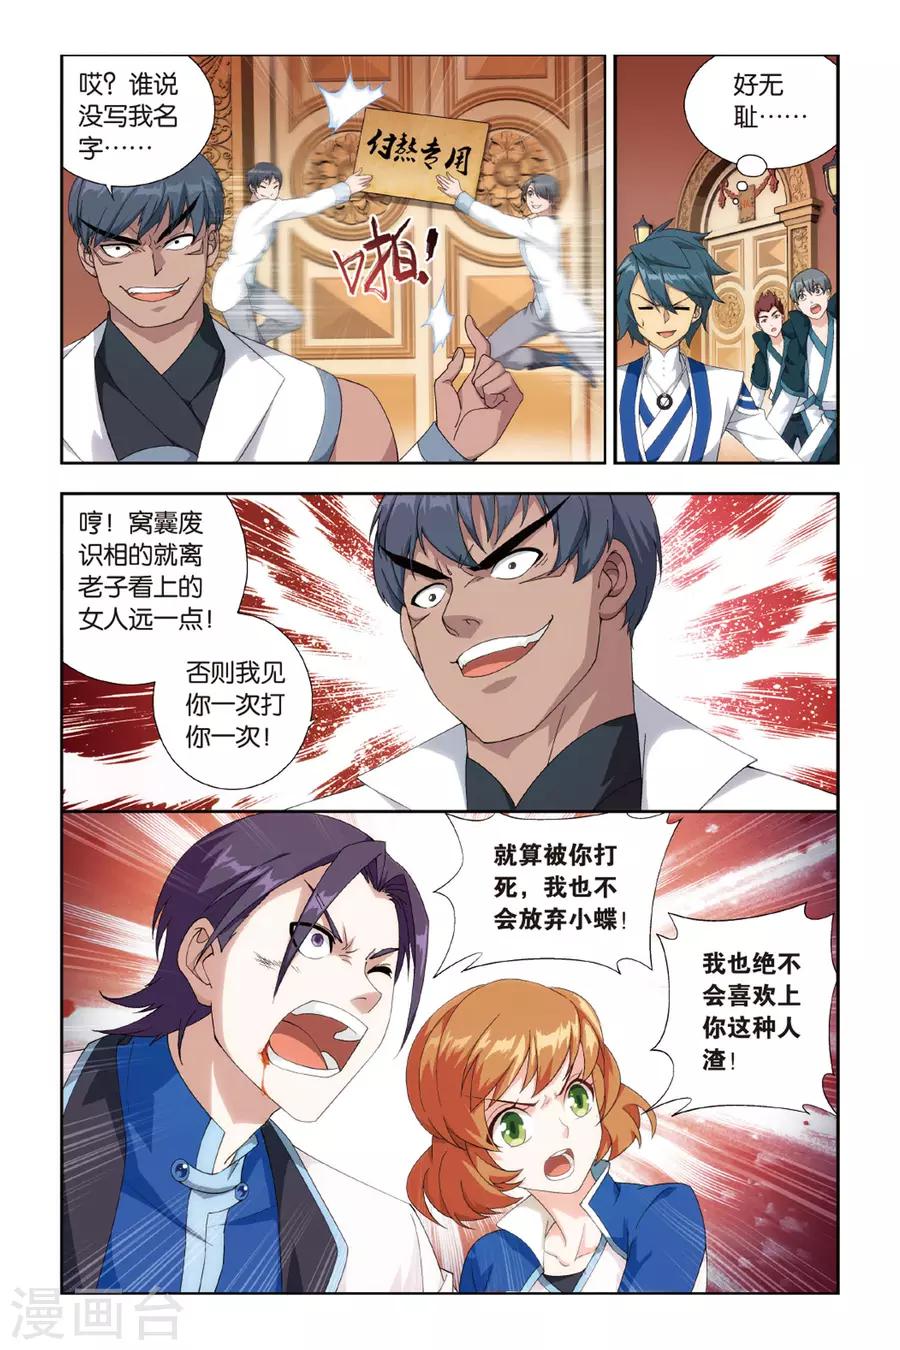 哎？谁说
没写我名
字……
付熬专用
啪！
好无
耻……
哼！窝囊废
识相的就离
老子看上的
女人远一点！
否则我见
你一次打
你一次！
就算被你打
死，我也不
会放弃小蝶！
我也绝不
会喜欢上
你这种人
渣！
漫画台